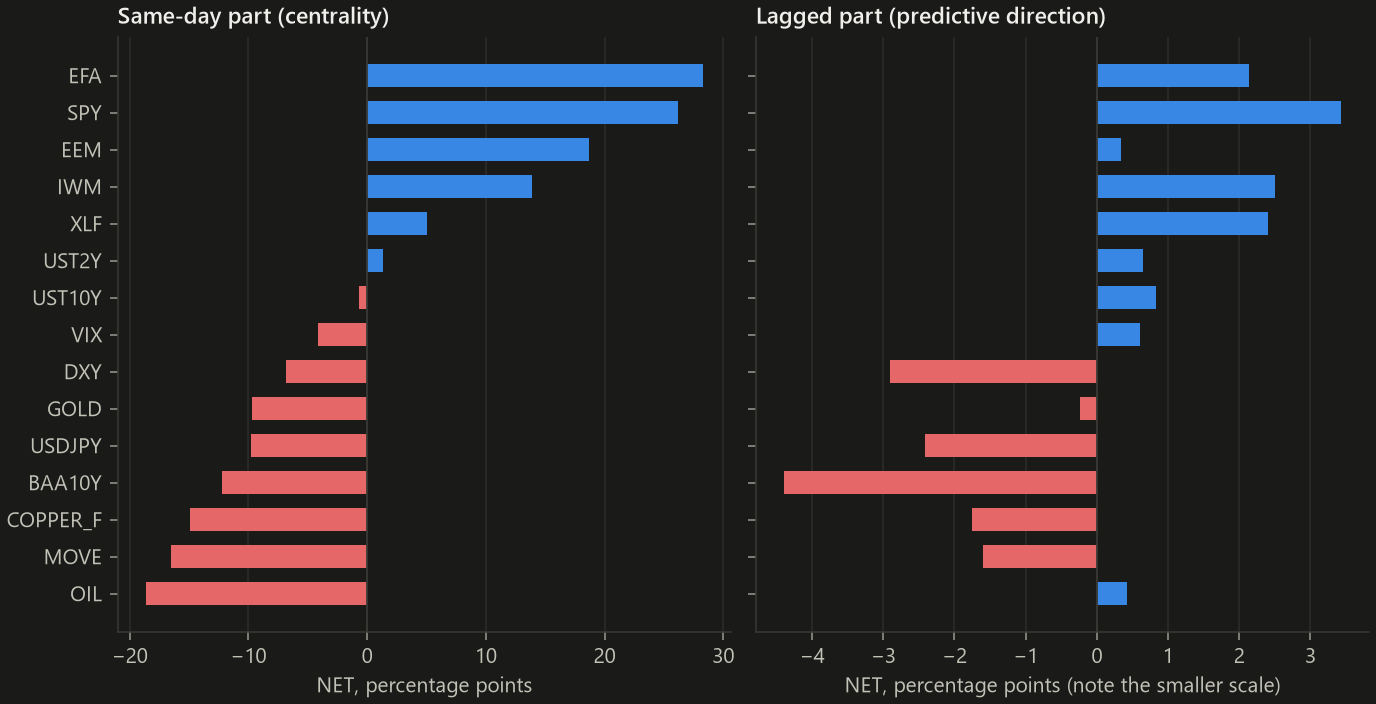 Same-day part (centrality)
Lagged part (predictive direction)
EFA
SPY
EEM
IWM
XLF
UST2Y
UST10Y
VIX
DXY
GOLD
USDJPY
BAA10Y
COPPER_F
MOVE
OIL
−20 −10 0 10 20 30
−4 −3 −2 −1 0 1 2 3
NET, percentage points
NET, percentage points (note the smaller scale)